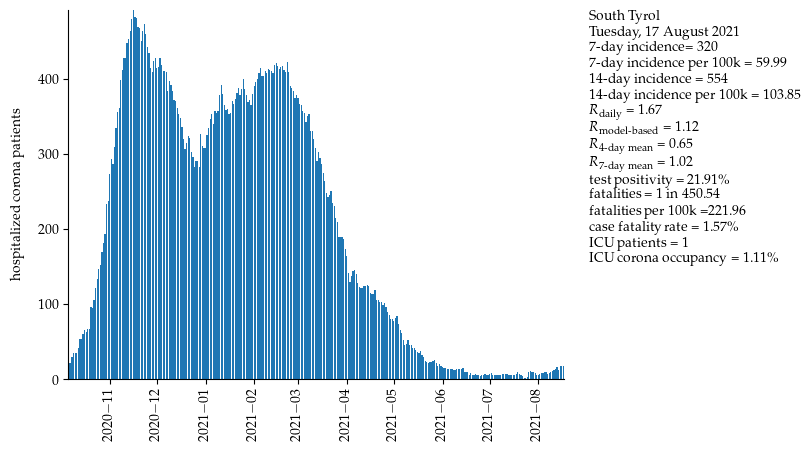 South Tyrol
Tuesday, 17 August 2021
7-day incidence= 320
7-day incidence per 100k = 59.99
14-day incidence = 554
14-day incidence per 100k = 103.85
R_daily = 1.67
R_model-based = 1.12
R_4-day mean = 0.65
R_7-day mean = 1.02
test positivity = 21.91%
fatalities = 1 in 450.54
fatalities per 100k =221.96
case fatality rate = 1.57%
ICU patients = 1
ICU corona occupancy = 1.11%
hospitalized corona patients
400
300
200
100
0
2020−11
2020−12
2021−01
2021−02
2021−03
2021−04
2021−05
2021−06
2021−07
2021−08